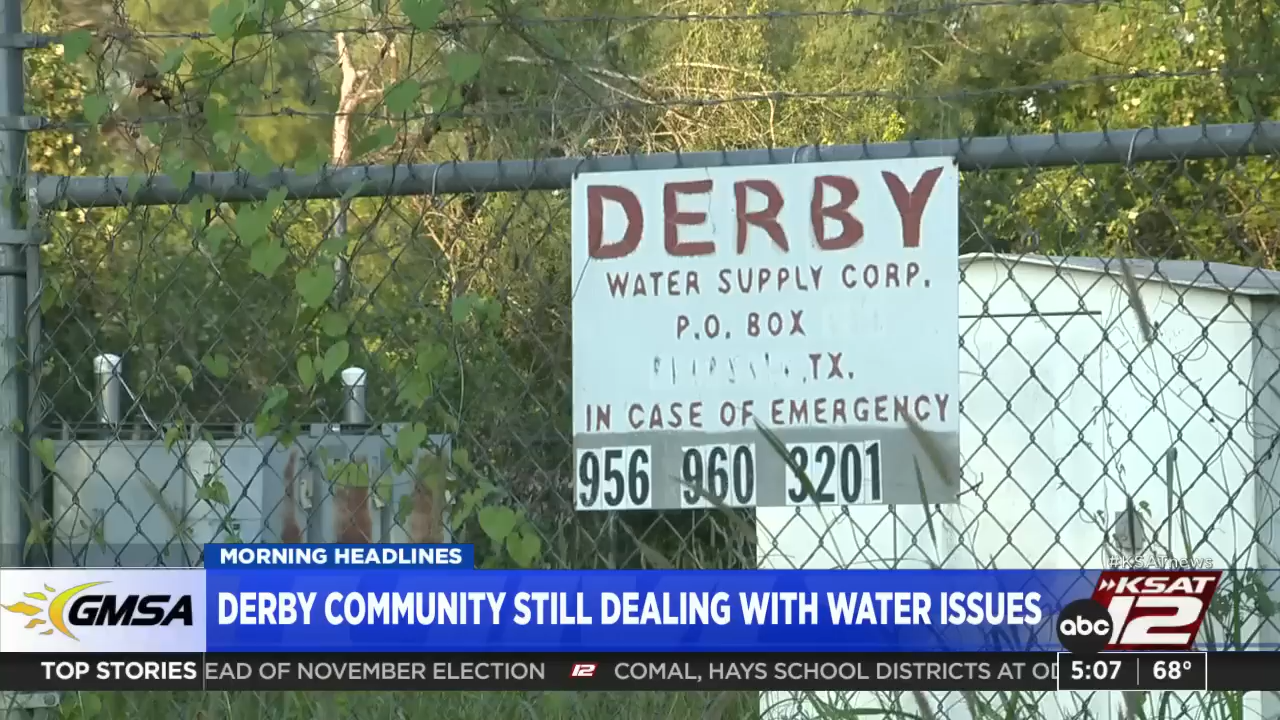 DERBY
WATER SUPPLY CORP.
P.O. BOX
TX.
IN CASE OF EMERGENCY
956 960 3201
#KSATnews
MORNING HEADLINES
GMSA
DERBY COMMUNITY STILL DEALING WITH WATER ISSUES
abc
KSAT
12
TOP STORIES
EAD OF NOVEMBER ELECTION 12 COMAL, HAYS SCHOOL DISTRICTS AT OD
5:07 68°